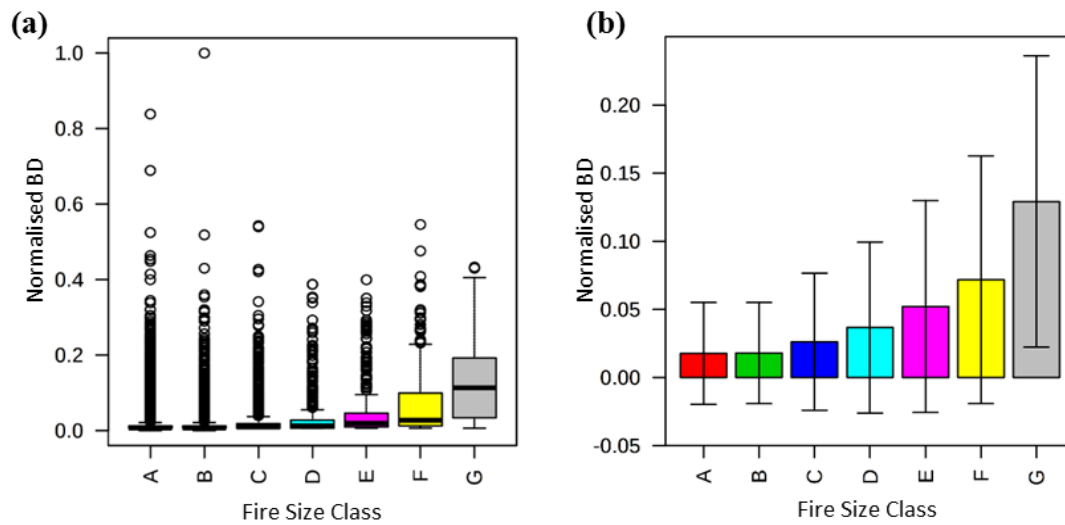 (a)
1.0
0.8
0.6
0.4
0.2
0.0
Normalised BD
A B C D E F G
Fire Size Class
(b)
0.20
0.15
0.10
0.05
0.00
-0.05
Normalised BD
A B C D E F G
Fire Size Class